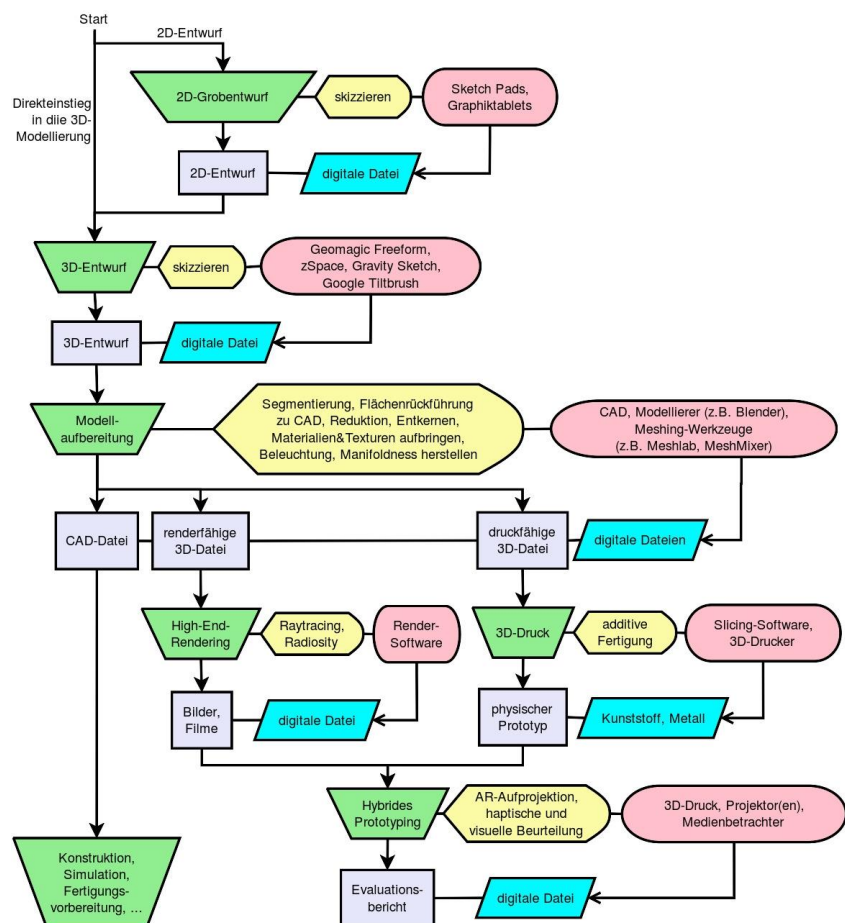 Start
2D-Entwurf
Direkteinstieg
in diie 3D-
Modellierung
2D-Grobentwurf
skizzieren
Sketch Pads,
Graphiktablets
2D-Entwurf
digitale Datei
3D-Entwurf
skizzieren
Geomagic Freeform,
zSpace, Gravity Sketch,
Google Tiltbrush
3D-Entwurf
digitale Datei
Modell-
aufbereitung
Segmentierung, Flächenrückführung
zu CAD, Reduktion, Entkernen,
Materialien&Texturen aufbringen,
Beleuchtung, Manifoldness herstellen
CAD, Modellierer (z.B. Blender),
Meshing-Werkzeuge
(z.B. Meshlab, MeshMixer)
CAD-Datei
renderfähige
3D-Datei
druckfähige
3D-Datei
digitale Dateien
High-End-
Rendering
Raytracing,
Radiosity
Render-
Software
3D-Druck
additive
Fertigung
Slicing-Software,
3D-Drucker
Bilder,
Filme
digitale Datei
physischer
Prototyp
Kunststoff, Metall
Hybrides
Prototyping
AR-Aufprojektion,
haptische und
visuelle Beurteilung
3D-Druck, Projektor(en),
Medienbetrachter
Konstruktion,
Simulation,
Fertigungs-
vorbereitung, ...
Evaluations-
bericht
digitale Datei